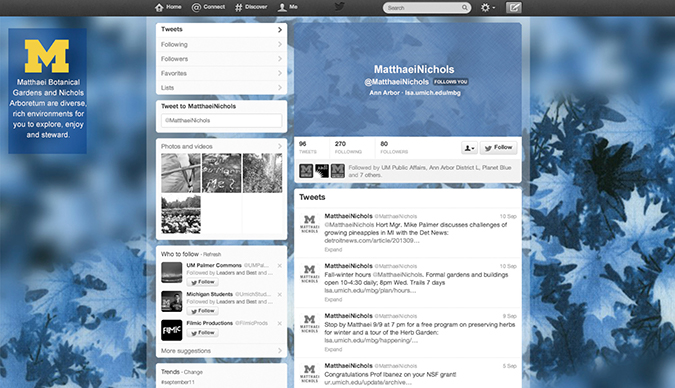 Home
Connect
# Discover
Me
Search
M
Matthaei Botanical
Gardens and Nichols
Arboretum are diverse,
rich environments for
you to explore, enjoy
and steward.
Tweets
Following
Followers
Favorites
Lists
Tweet to MatthaeiNichols
@MatthaeiNichols
Photos and videos
Who to follow · Refresh
UM Palmer Commons @UMPal...
Followed by Leaders and Best and ...
Follow
Michigan Students @UmichStud...
Followed by Leaders and Best and ...
Follow
FILMIC
Filmic Productions @FilmicProds
Follow
More suggestions
Trends · Change
#september11
MatthaeiNichols
@MatthaeiNichols FOLLOWS YOU
Ann Arbor · lsa.umich.edu/mbg
96 270 80
TWEETS FOLLOWING FOLLOWERS
Follow
Followed by UM Public Affairs, Ann Arbor District L, Planet Blue
and 7 others.
Tweets
M
MATTHAEI
NICHOLS
MatthaeiNichols @MatthaeiNichols 10 Sep
@MatthaeiNichols Hort Mgr. Mike Palmer discusses challenges of
growing pineapples in MI with the Det News:
detroitnews.com/article/201309...
Expand
M
MATTHAEI
NICHOLS
MatthaeiNichols @MatthaeiNichols 10 Sep
Fall-winter hours @MatthaeiNichols. Formal gardens and buildings
open 10-4:30 daily; 8pm Wed. Trails 7 days
lsa.umich.edu/mbg/plan/hours...
Expand
M
MATTHAEI
NICHOLS
MatthaeiNichols @MatthaeiNichols 9 Sep
Stop by Matthaei 9/9 at 7 pm for a free program on preserving herbs
for winter and a tour of the Herb Garden:
lsa.umich.edu/mbg/happening/...
Expand
M
MATTHAEI
NICHOLS
MatthaeiNichols @MatthaeiNichols 5 Sep
Congratulations Prof Ibanez on your NSF grant!
ur.umich.edu/update/archive...